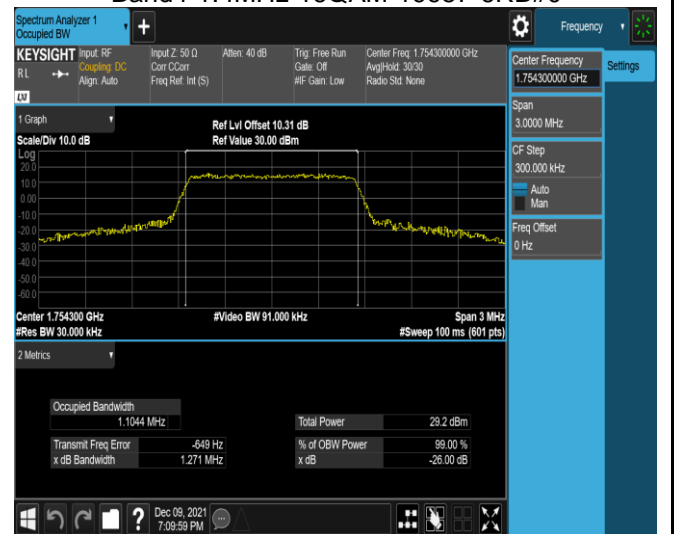 Spectrum Analyzer 1
Occupied BW
Frequency
KEYSIGHT
RL
LXI
Input: RF
Coupling: DC
Align: Auto
Input Z: 50 Ω
Corr CCorr
Freq Ref: Int (S)
Atten: 40 dB
Trig: Free Run
Gate: Off
#IF Gain: Low
Center Freq: 1.754300000 GHz
Avg|Hold: 30/30
Radio Std: None
Center Frequency
1.754300000 GHz
Settings
Span
3.0000 MHz
CF Step
300.000 kHz
Auto
Man
Freq Offset
0 Hz
1 Graph
Scale/Div 10.0 dB
Ref Lvl Offset 10.31 dB
Ref Value 30.00 dBm
Log
20.0
10.0
0.00
-10.0
-20.0
-30.0
-40.0
-50.0
-60.0
Center 1.754300 GHz
#Video BW 91.000 kHz
Span 3 MHz
#Res BW 30.000 kHz
#Sweep 100 ms (601 pts)
2 Metrics
Occupied Bandwidth
1.1044 MHz
Total Power 29.2 dBm
Transmit Freq Error -649 Hz
% of OBW Power 99.00 %
x dB Bandwidth 1.271 MHz
x dB -26.00 dB
?
Dec 09, 2021
7:09:59 PM